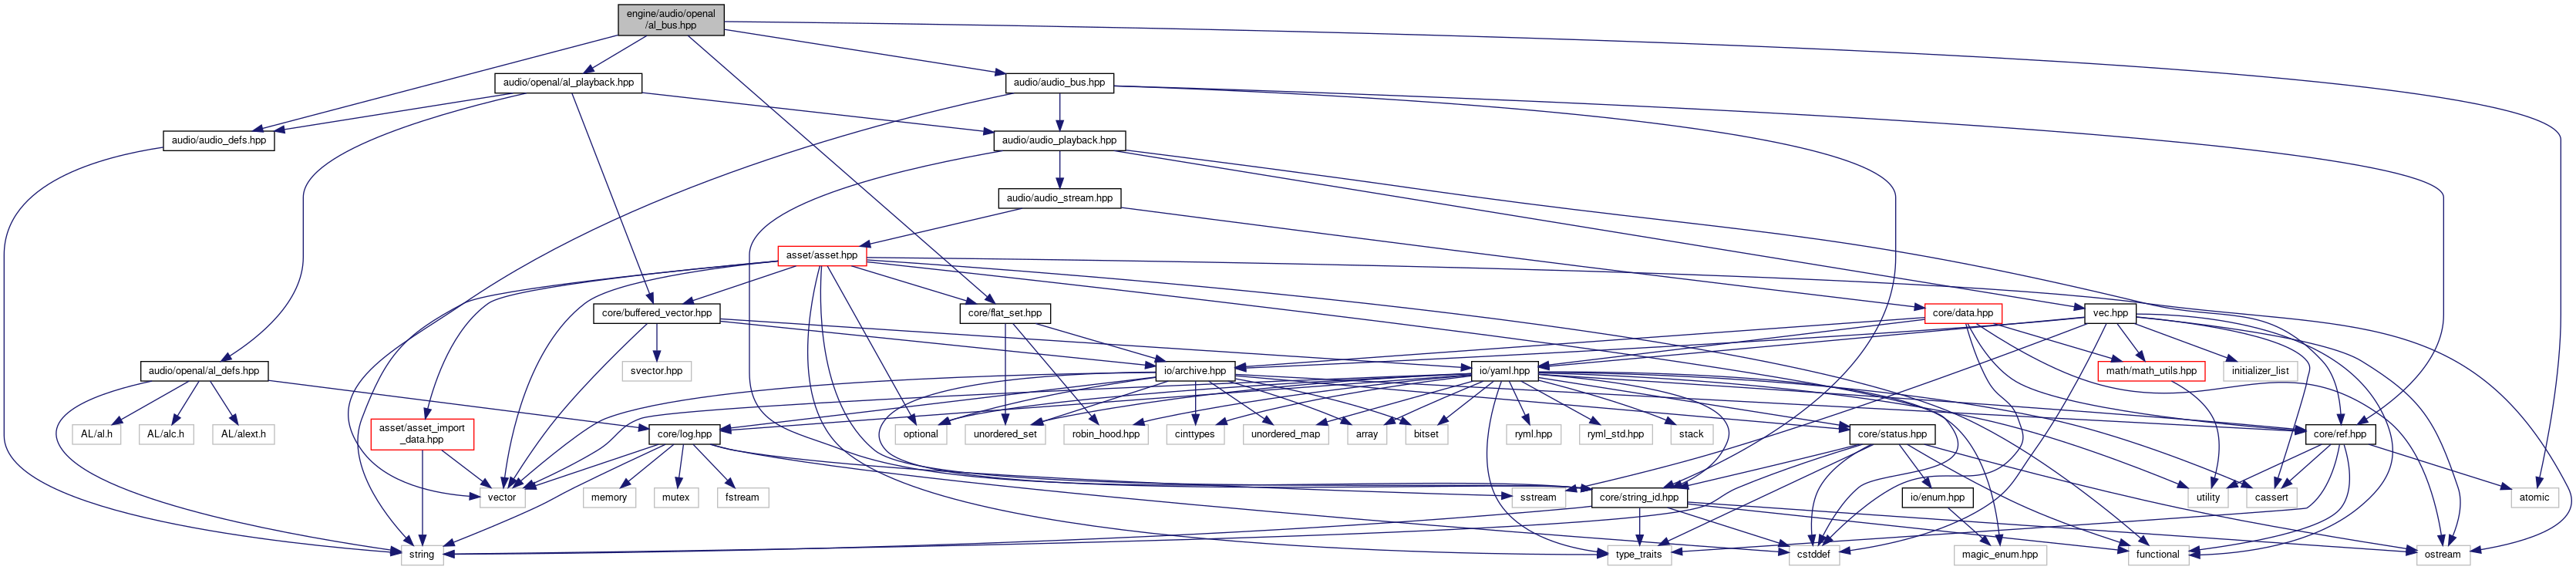 engine/audio/openal
/al_bus.hpp
audio/openal/al_playback.hpp
audio/audio_bus.hpp
audio/audio_defs.hpp
audio/audio_playback.hpp
audio/audio_stream.hpp
asset/asset.hpp
core/buffered_vector.hpp
core/flat_set.hpp
core/data.hpp
vec.hpp
audio/openal/al_defs.hpp
svector.hpp
io/archive.hpp
io/yaml.hpp
math/math_utils.hpp
initializer_list
AL/al.h
AL/alc.h
AL/alext.h
asset/asset_import
_data.hpp
core/log.hpp
optional
unordered_set
robin_hood.hpp
cinttypes
unordered_map
array
bitset
ryml.hpp
ryml_std.hpp
stack
core/status.hpp
core/ref.hpp
vector
memory
mutex
fstream
sstream
core/string_id.hpp
io/enum.hpp
utility
cassert
atomic
string
type_traits
cstddef
magic_enum.hpp
functional
ostream